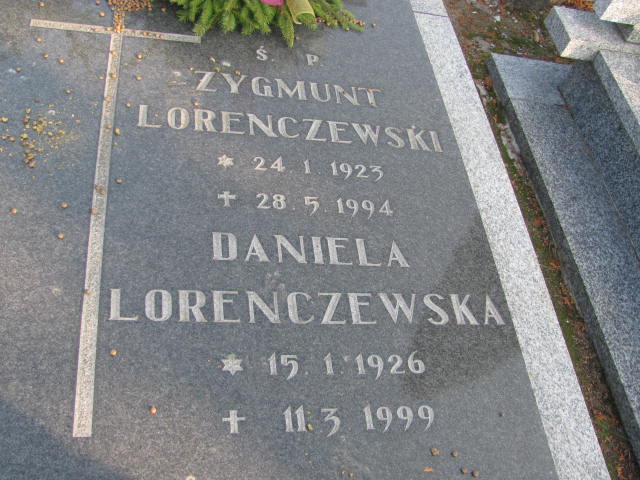 Ś. P.
ZYGMUNT
LORENCZEWSKI
* 24. 1. 1923
✝ 28. 5. 1994
DANIELA
LORENCZEWSKA
* 15. 1. 1926
✝ 11. 3 1999